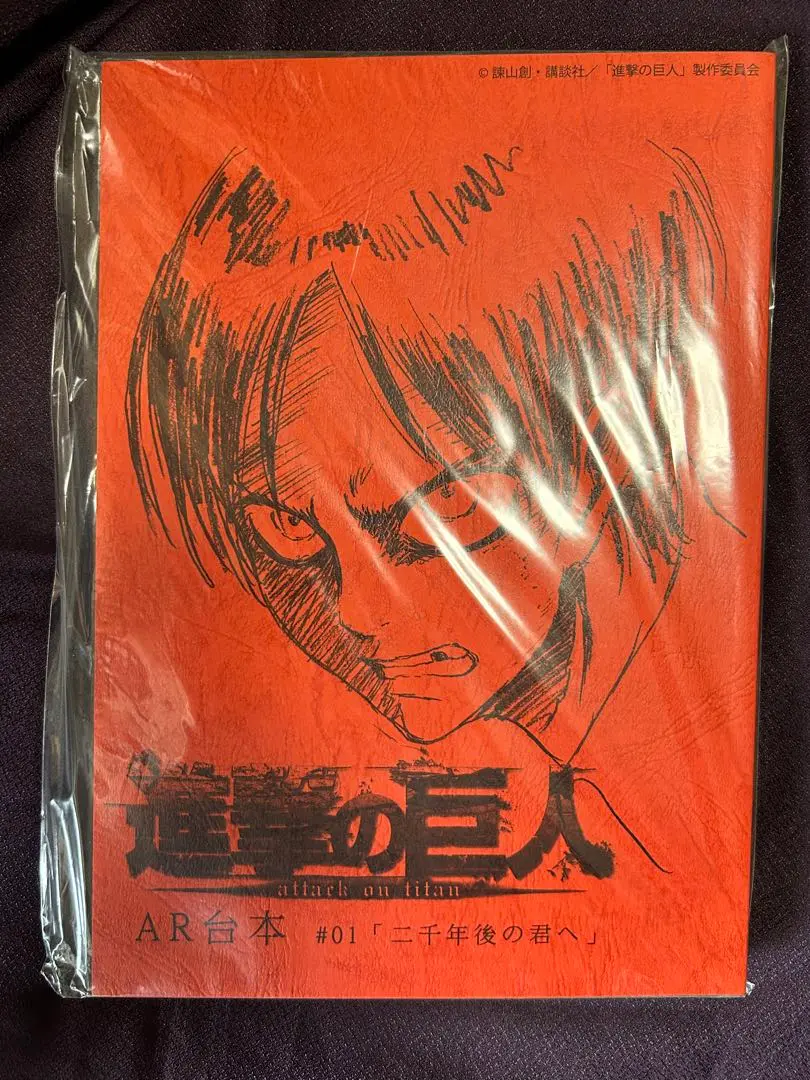 © 諫山創・講談社／「進撃の巨人」製作委員会
進撃の巨人
attack on titan
AR台本 #01「二千年後の君へ」